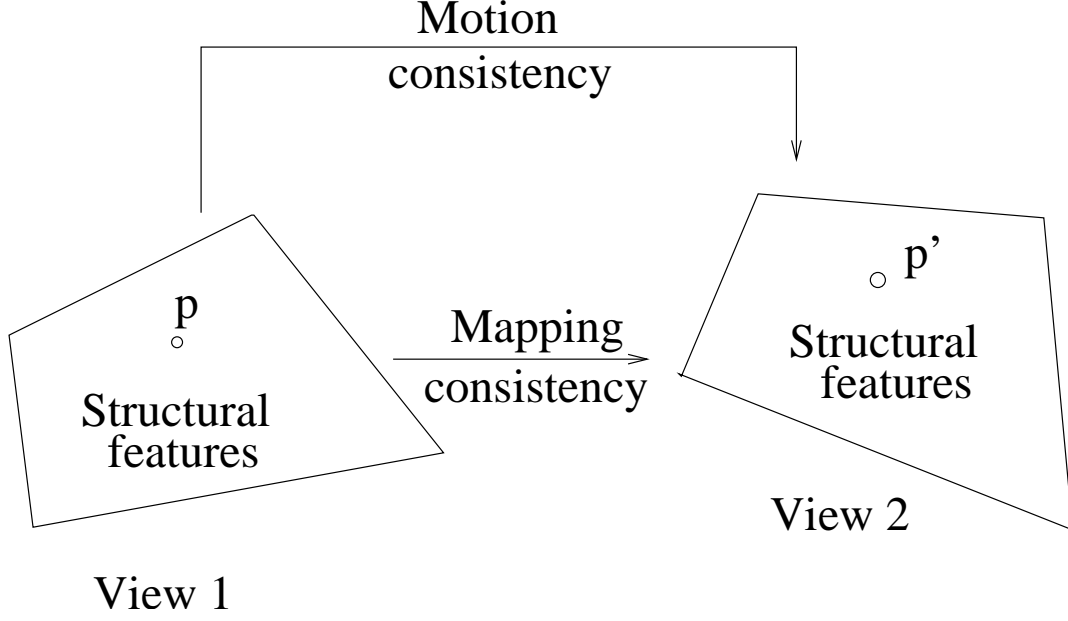 Motion
consistency
p
Structural
features
View 1
Mapping
consistency
p’
Structural
features
View 2